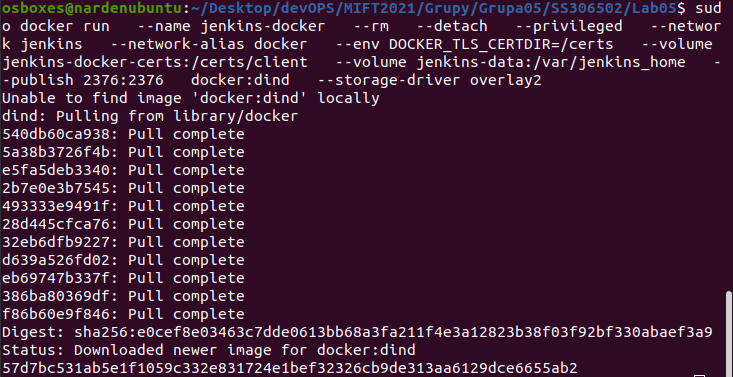 osboxes@nardenubuntu:~/Desktop/devOPS/MIFT2021/Grupy/Grupa05/SS306502/Lab05$ sud
o docker run   --name jenkins-docker   --rm   --detach   --privileged   --networ
k jenkins   --network-alias docker   --env DOCKER_TLS_CERTDIR=/certs   --volume 
jenkins-docker-certs:/certs/client   --volume jenkins-data:/var/jenkins_home   -
-publish 2376:2376   docker:dind   --storage-driver overlay2
Unable to find image 'docker:dind' locally
dind: Pulling from library/docker
540db60ca938: Pull complete
5a38b3726f4b: Pull complete
e5fa5deb3340: Pull complete
2b7e0e3b7545: Pull complete
493333e9491f: Pull complete
28d445cfca76: Pull complete
32eb6dfb9227: Pull complete
d639a526fd02: Pull complete
eb69747b337f: Pull complete
386ba80369df: Pull complete
f86b60e9f846: Pull complete
Digest: sha256:e0cef8e03463c7dde0613bb68a3fa211f4e3a12823b38f03f92bf330abaef3a9
Status: Downloaded newer image for docker:dind
57d7bc531ab5e1f1059c332e831724e1bef32326cb9de313aa6129dce6655ab2